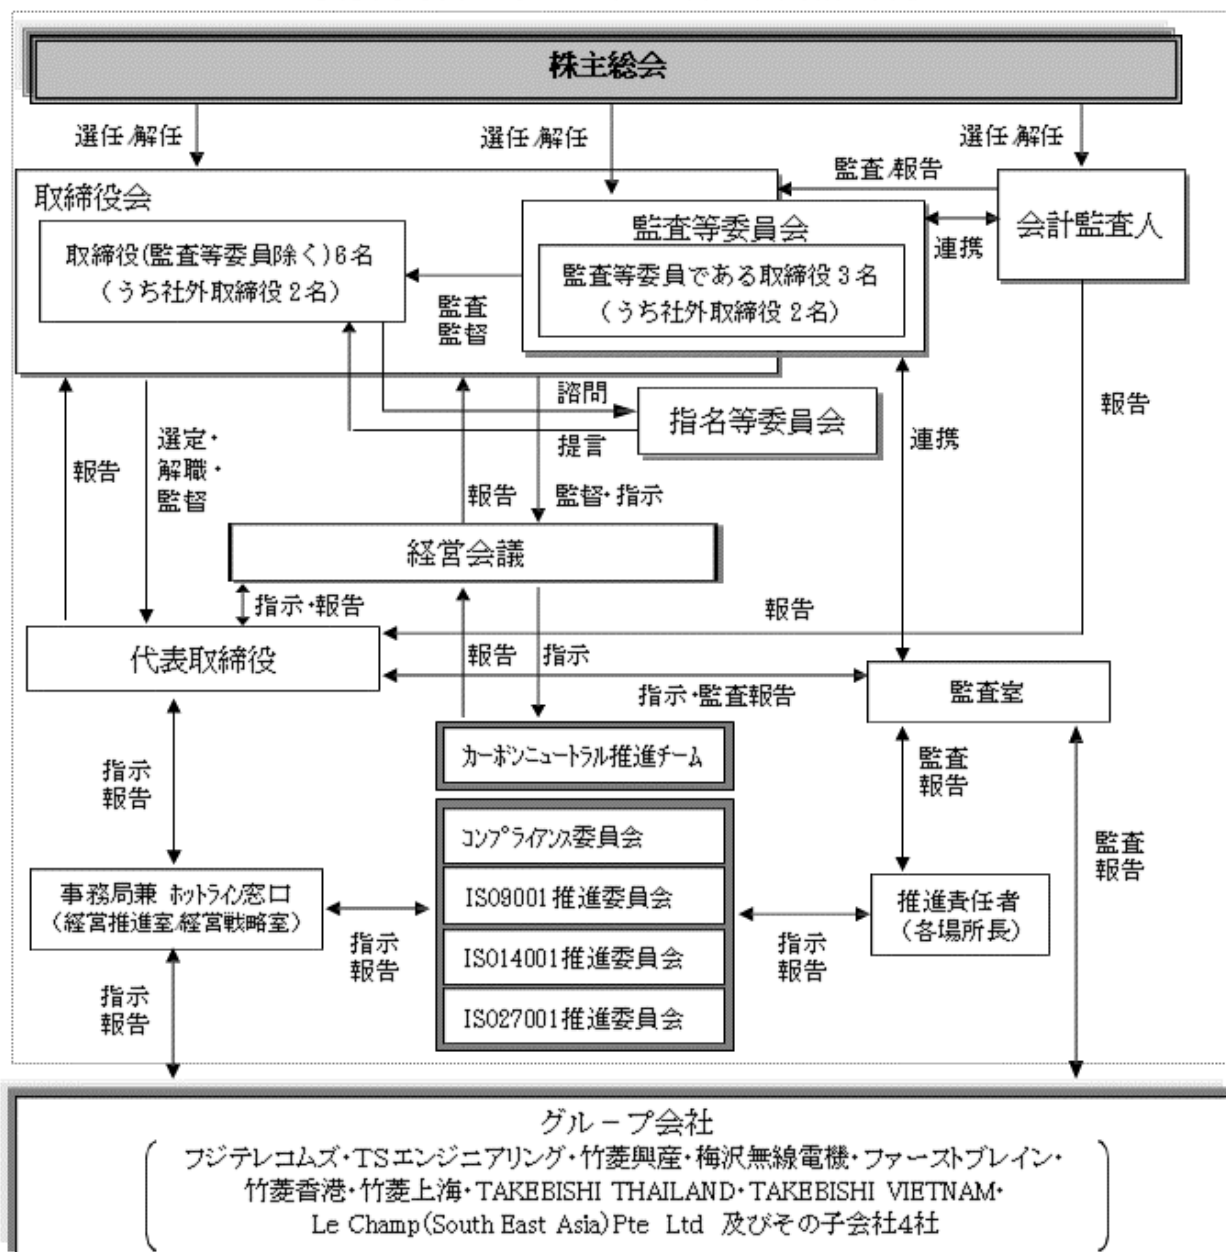 株主総会
選任/解任
選任/解任
選任/解任
取締役会
監査/報告
会計監査人
取締役(監査等委員除く)6名
(うち社外取締役2名)
監査等委員会
監査等委員である取締役3名
(うち社外取締役2名)
連携
監査
監督
諮問
提言
指名等委員会
連携
報告
報告
選定・
解職・
監督
報告
監督・指示
経営会議
指示・報告
報告
代表取締役
報告
指示
指示・監査報告
監査室
カーボンニュートラル推進チーム
指示
報告
監査
報告
監査
報告
コンプライアンス委員会
ISO9001推進委員会
ISO14001推進委員会
ISO27001推進委員会
事務局兼 ホットライン窓口
(経営推進室/経営戦略室)
指示
報告
推進責任者
(各場所長)
指示
報告
指示
報告
グループ会社
フジテレコムズ・TSエンジニアリング・竹菱興産・梅沢無線電機・ファーストブレイン・
竹菱香港・竹菱上海・TAKEBISHI THAILAND・TAKEBISHI VIETNAM・
Le Champ(South East Asia)Pte Ltd 及びその子会社4社